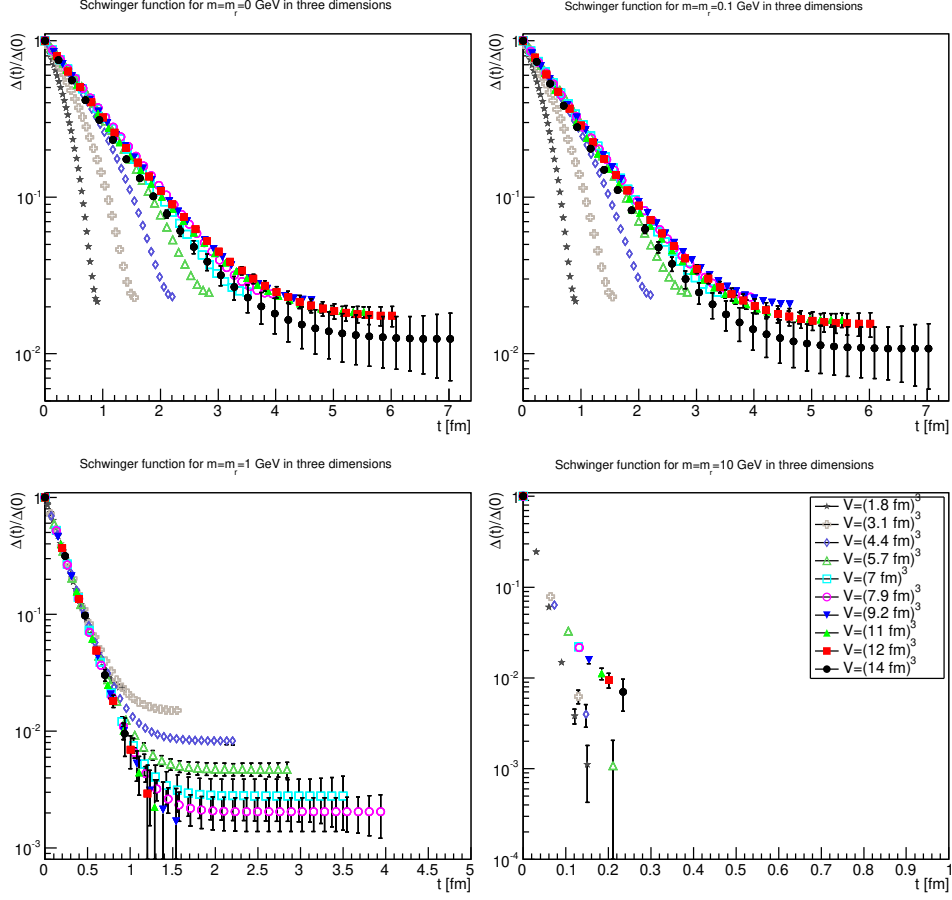 Schwinger function for m=m_r=0 GeV in three dimensions
Δ(t)/Δ(0)
1
10^-1
10^-2
0 1 2 3 4 5 6 7
t [fm]
Schwinger function for m=m_r=0.1 GeV in three dimensions
Δ(t)/Δ(0)
1
10^-1
10^-2
0 1 2 3 4 5 6 7
t [fm]
Schwinger function for m=m_r=1 GeV in three dimensions
Δ(t)/Δ(0)
1
10^-1
10^-2
10^-3
0 0.5 1 1.5 2 2.5 3 3.5 4 4.5 5
t [fm]
Schwinger function for m=m_r=10 GeV in three dimensions
Δ(t)/Δ(0)
1
10^-1
10^-2
10^-3
10^-4
0 0.1 0.2 0.3 0.4 0.5 0.6 0.7 0.8 0.9 1
t [fm]
V=(1.8 fm)^3
V=(3.1 fm)^3
V=(4.4 fm)^3
V=(5.7 fm)^3
V=(7 fm)^3
V=(7.9 fm)^3
V=(9.2 fm)^3
V=(11 fm)^3
V=(12 fm)^3
V=(14 fm)^3